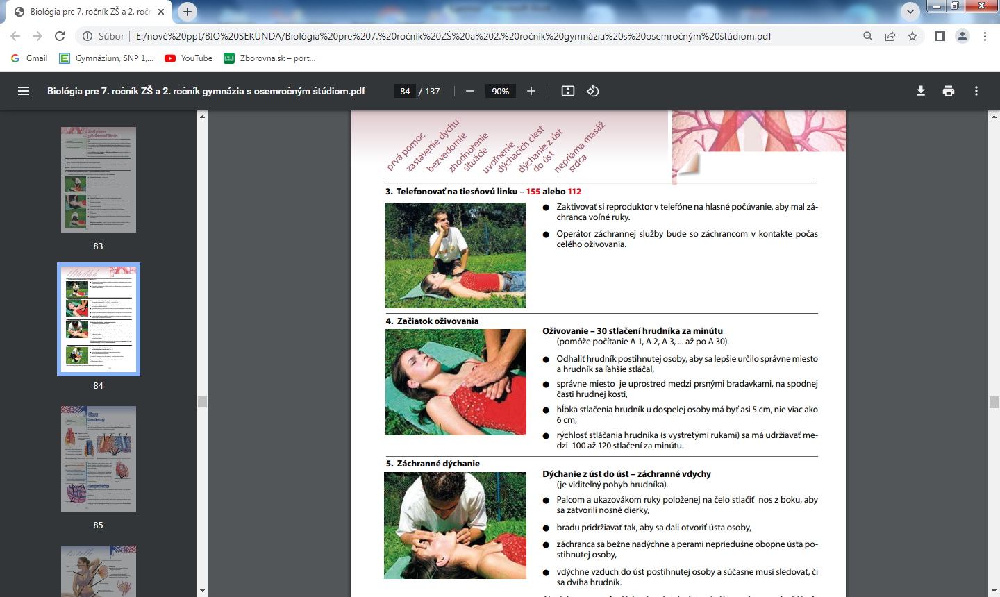 Biológia pre 7. ročník ZŠ a 2. ročn
Súbor
E:/nové%20ppt/BIO%20SEKUNDA/Biológia%20pre%207.%20ročník%20ZŠ%20a%202.%20ročník%20gymnázia%20s%20osemročným%20štúdiom.pdf
Gmail
Gymnázium, SNP 1,...
YouTube
Zborovna.sk – port...
Biológia pre 7. ročník ZŠ a 2. ročník gymnázia s osemročným štúdiom.pdf
84 / 137
90%
83
84
85
prvá pomoc
zastavenie dychu
bezvedomie
zhodnotenie
situácie
uvoľnenie
dýchacích ciest
dýchanie z úst
do úst
nepriama masáž
srdca
3. Telefonovať na tiesňovú linku – 155 alebo 112
● Zaktivovať si reproduktor v telefóne na hlasné počúvanie, aby mal zá-
chranca voľné ruky.
● Operátor záchrannej služby bude so záchrancom v kontakte počas
celého oživovania.
4. Začiatok oživovania
Oživovanie – 30 stlačení hrudníka za minútu
(pomôže počítanie A 1, A 2, A 3, ... až po A 30).
● Odhaliť hrudník postihnutej osoby, aby sa lepšie určilo správne miesto
a hrudník sa ľahšie stláčal,
● správne miesto je uprostred medzi prsnými bradavkami, na spodnej
časti hrudnej kosti,
● hĺbka stlačenia hrudník u dospelej osoby má byť asi 5 cm, nie viac ako
6 cm,
● rýchlosť stláčania hrudníka (s vystretými rukami) sa má udržiavať me-
dzi 100 až 120 stlačení za minútu.
5. Záchranné dýchanie
Dýchanie z úst do úst – záchranné vdychy
(je viditeľný pohyb hrudníka).
● Palcom a ukazovákom ruky položenej na čelo stlačiť nos z boku, aby
sa zatvorili nosné dierky,
● bradu pridržiavať tak, aby sa dali otvoriť ústa osoby,
● záchranca sa bežne nadýchne a perami nepriedušne obopne ústa po-
stihnutej osoby,
● vdýchne vzduch do úst postihnutej osoby a súčasne musí sledovať, či
sa dvíha hrudník.